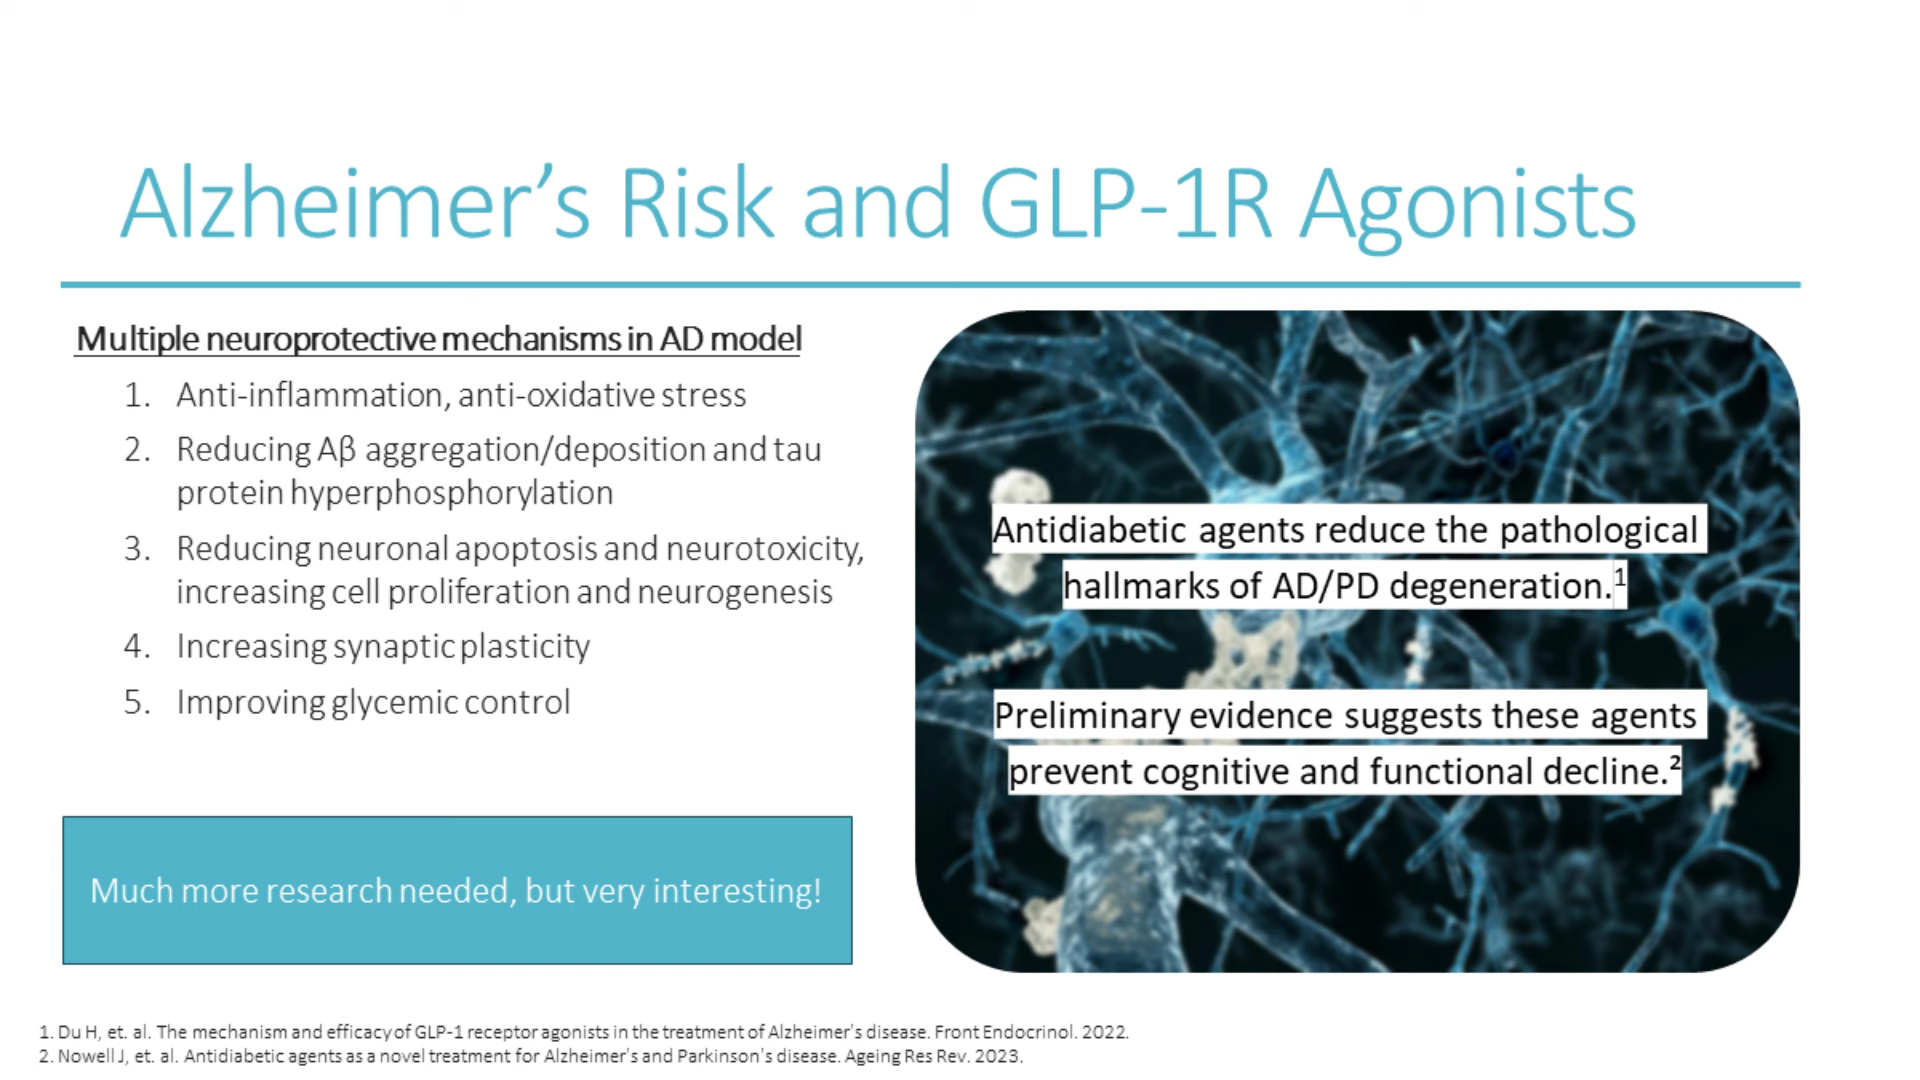 Alzheimer’s Risk and GLP-1R Agonists
Multiple neuroprotective mechanisms in AD model
1. Anti-inflammation, anti-oxidative stress
2. Reducing Aβ aggregation/deposition and tau
protein hyperphosphorylation
3. Reducing neuronal apoptosis and neurotoxicity,
increasing cell proliferation and neurogenesis
4. Increasing synaptic plasticity
5. Improving glycemic control
Much more research needed, but very interesting!
Antidiabetic agents reduce the pathological
hallmarks of AD/PD degeneration.¹
Preliminary evidence suggests these agents
prevent cognitive and functional decline.²
1. Du H, et. al. The mechanism and efficacy of GLP-1 receptor agonists in the treatment of Alzheimer's disease. Front Endocrinol. 2022.
2. Nowell J, et. al. Antidiabetic agents as a novel treatment for Alzheimer's and Parkinson's disease. Ageing Res Rev. 2023.